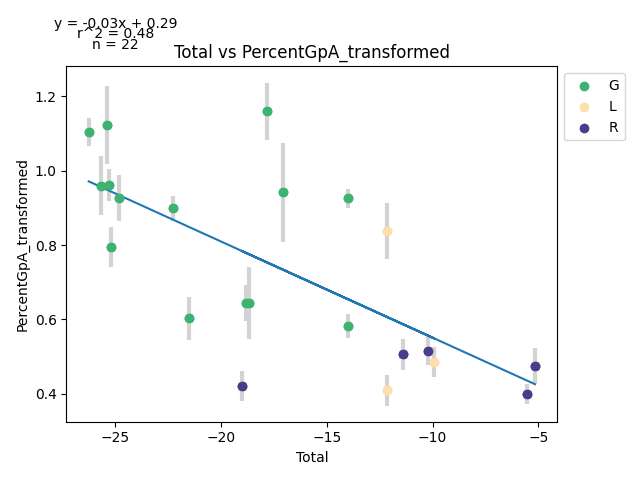 y = -0.03x + 0.29
r^2 = 0.48
n = 22
Total vs PercentGpA_transformed
G
L
R
PercentGpA_transformed
1.2
1.0
0.8
0.6
0.4
−25
−20
−15
−10
−5
Total